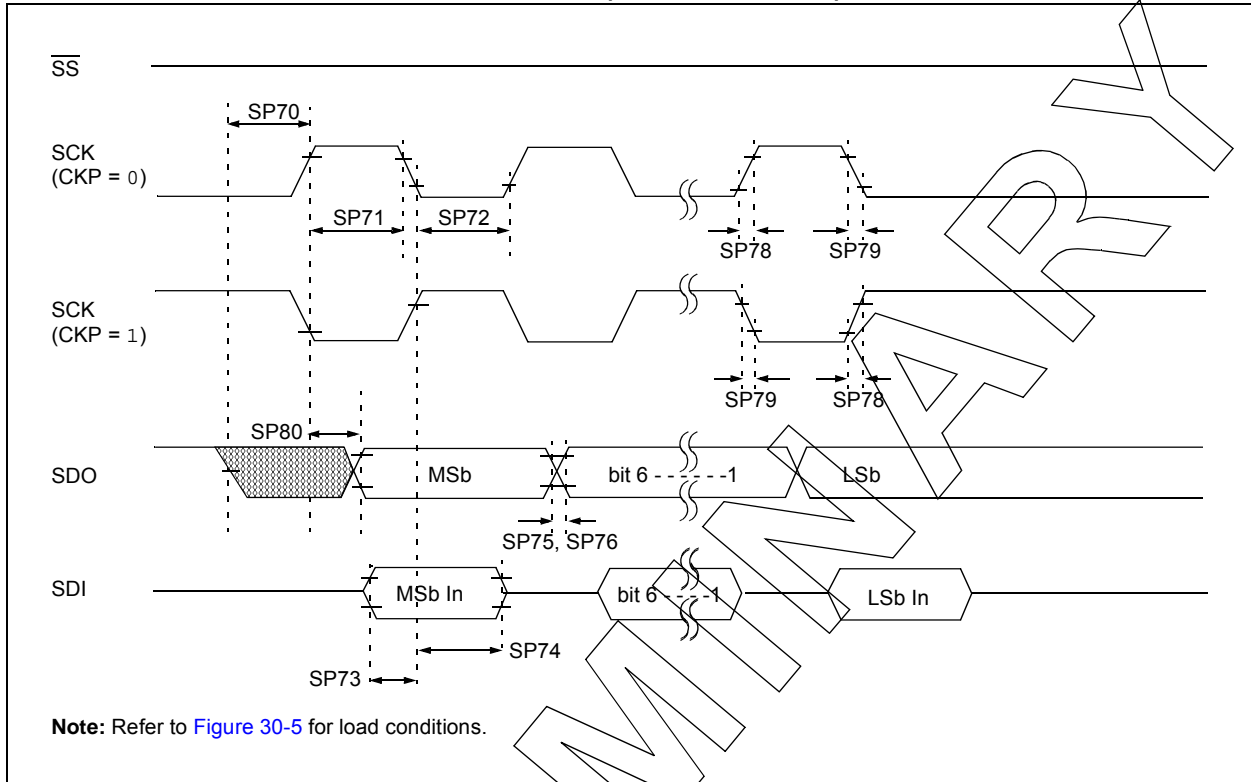 SS
SP70
SCK
(CKP = 0)
SP71
SP72
SP78
SP79
SCK
(CKP = 1)
SP79
SP78
SP80
SDO
MSb
bit 6 - - - - - -1
LSb
SP75, SP76
SDI
MSb In
bit 6 - - - - -1
LSb In
SP74
SP73
Note: Refer to Figure 30-5 for load conditions.
MINARY